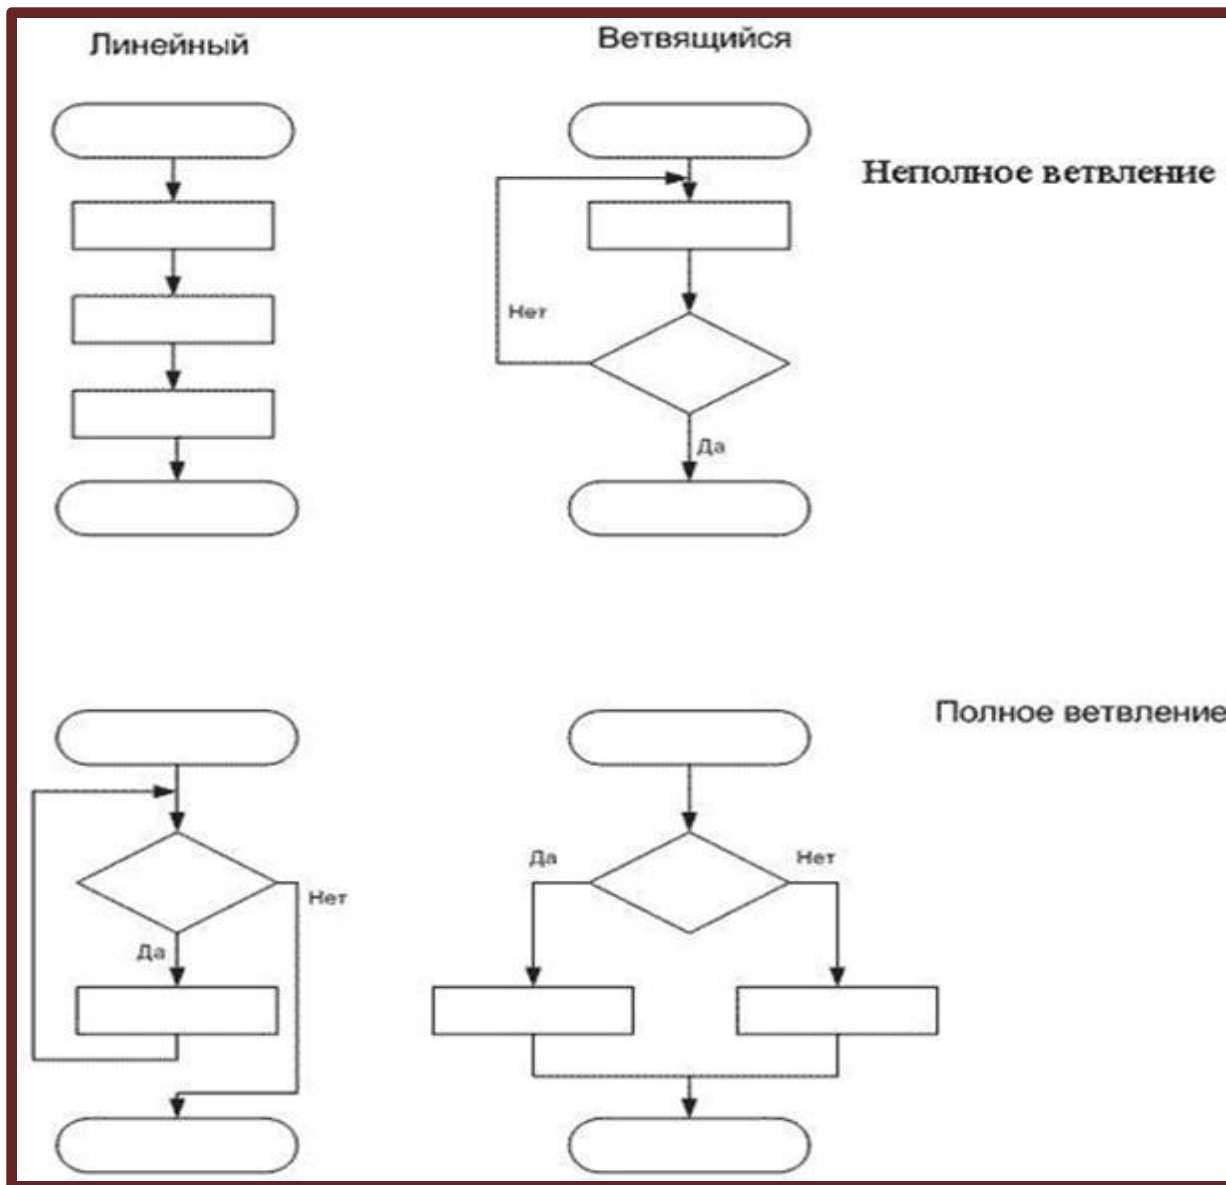 Линейный
Ветвящийся
Неполное ветвление
Нет
Да
Полное ветвление
Да
Нет
Нет
Да